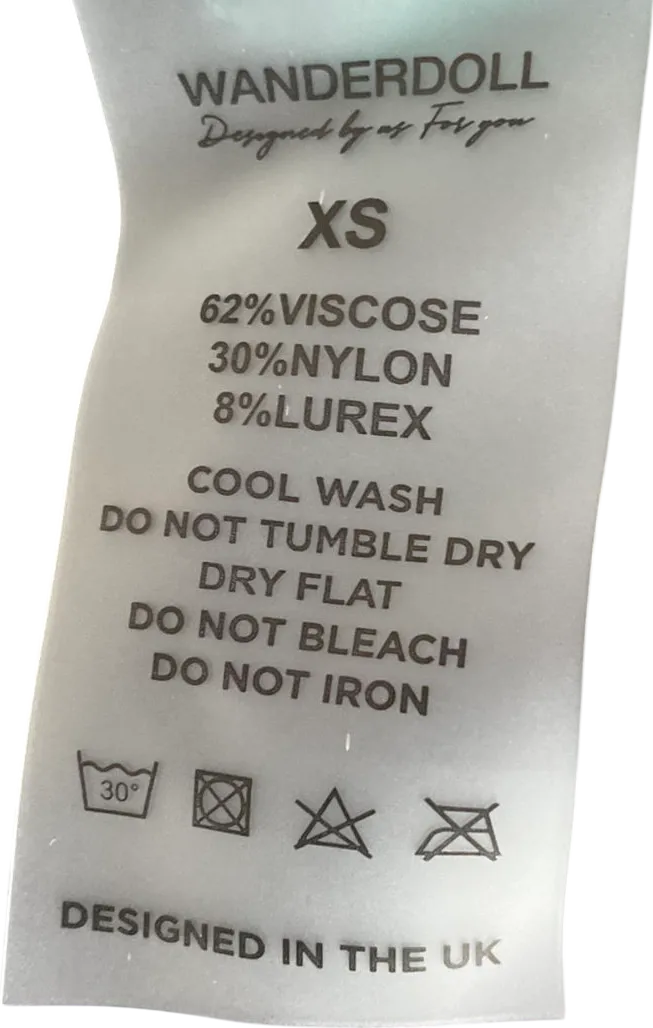 WANDERDOLL
Designed by us For you
XS
62%VISCOSE
30%NYLON
8%LUREX
COOL WASH
DO NOT TUMBLE DRY
DRY FLAT
DO NOT BLEACH
DO NOT IRON
30°
DESIGNED IN THE UK